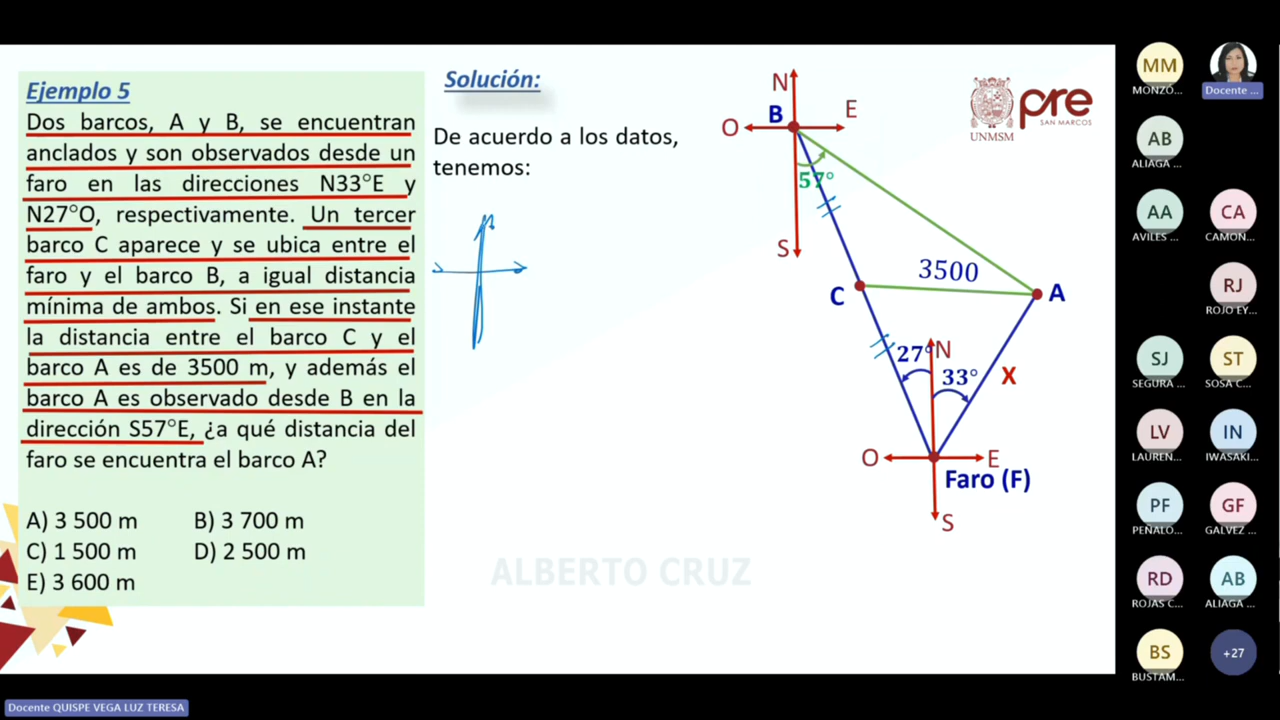 Ejemplo 5
Dos barcos, A y B, se encuentran
anclados y son observados desde un
faro en las direcciones N33°E y
N27°O, respectivamente. Un tercer
barco C aparece y se ubica entre el
faro y el barco B, a igual distancia
mínima de ambos. Si en ese instante
la distancia entre el barco C y el
barco A es de 3500 m, y además el
barco A es observado desde B en la
dirección S57°E, ¿a qué distancia del
faro se encuentra el barco A?
A) 3 500 m B) 3 700 m
C) 1 500 m D) 2 500 m
E) 3 600 m
Solución:
De acuerdo a los datos,
tenemos:
N
B
E
O
57°
S
3500
C
A
27°
N
33°
X
O
E
Faro (F)
S
UNMSM
pre
SAN MARCOS
ALBERTO CRUZ
MM
MONZÓ...
Docente ...
AB
ALIAGA ...
AA
AVILES ...
CA
CAMON...
RJ
ROJO EY...
SJ
SEGURA ...
ST
SOSA C...
LV
LAUREN...
IN
IWASAKI...
PF
PEÑALO...
GF
GALVEZ ...
RD
ROJAS C...
AB
ALIAGA ...
BS
BUSTAM...
+27
Docente QUISPE VEGA LUZ TERESA